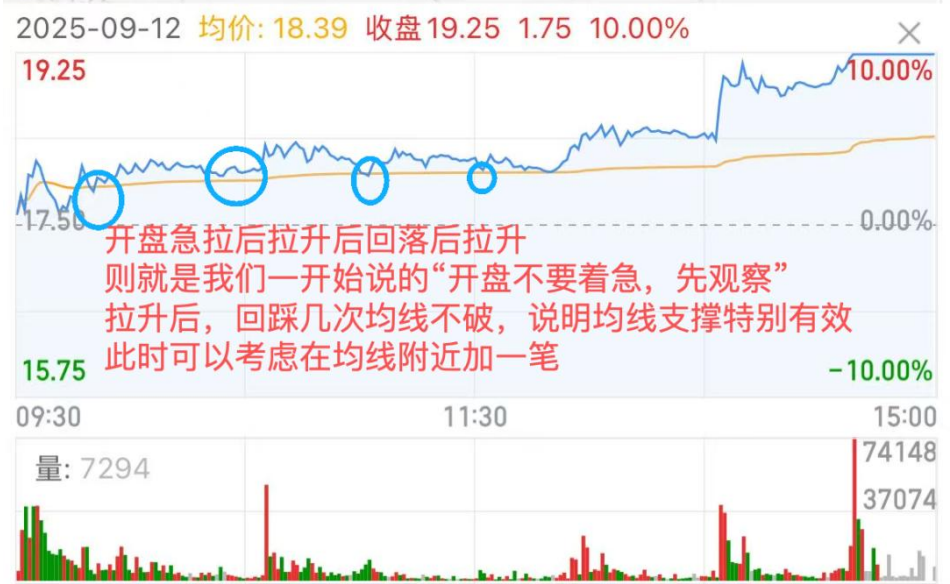 2025-09-12 均价: 18.39 收盘 19.25 1.75 10.00%
19.25 10.00%
17.50 0.00%
开盘急拉后拉升后回落后拉升
则就是我们一开始说的“开盘不要着急，先观察”
拉升后，回踩几次均线不破，说明均线支撑特别有效
此时可以考虑在均线附近加一笔
15.75 -10.00%
09:30 11:30 15:00
量: 7294 74148
37074